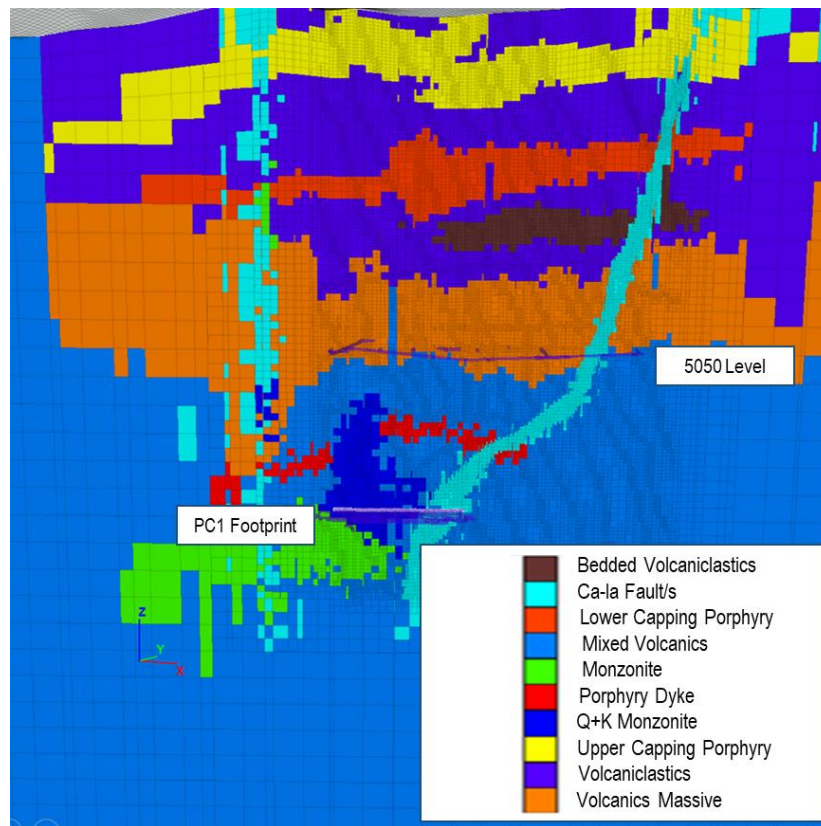 5050 Level
PC1 Footprint
Z
Y
X
Bedded Volcaniclastics
Ca-la Fault/s
Lower Capping Porphyry
Mixed Volcanics
Monzonite
Porphyry Dyke
Q+K Monzonite
Upper Capping Porphyry
Volcaniclastics
Volcanics Massive